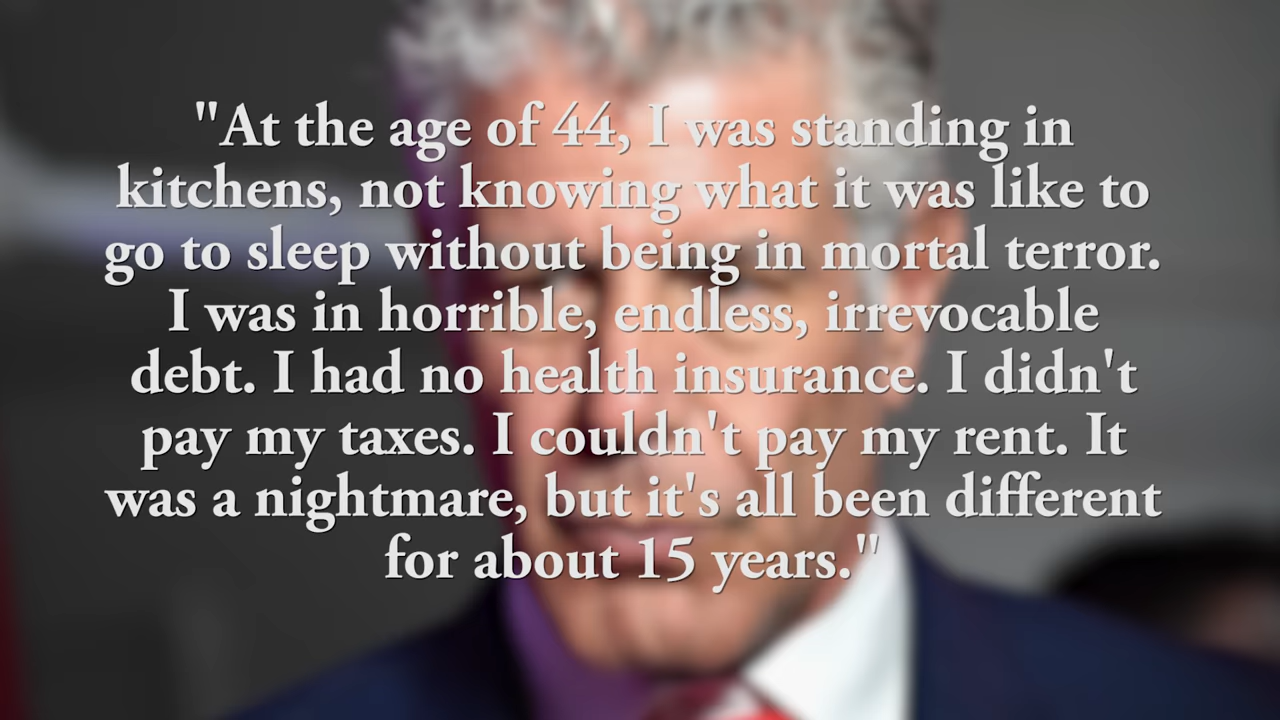 "At the age of 44, I was standing in
kitchens, not knowing what it was like to
go to sleep without being in mortal terror.
I was in horrible, endless, irrevocable
debt. I had no health insurance. I didn't
pay my taxes. I couldn't pay my rent. It
was a nightmare, but it's all been different
for about 15 years."